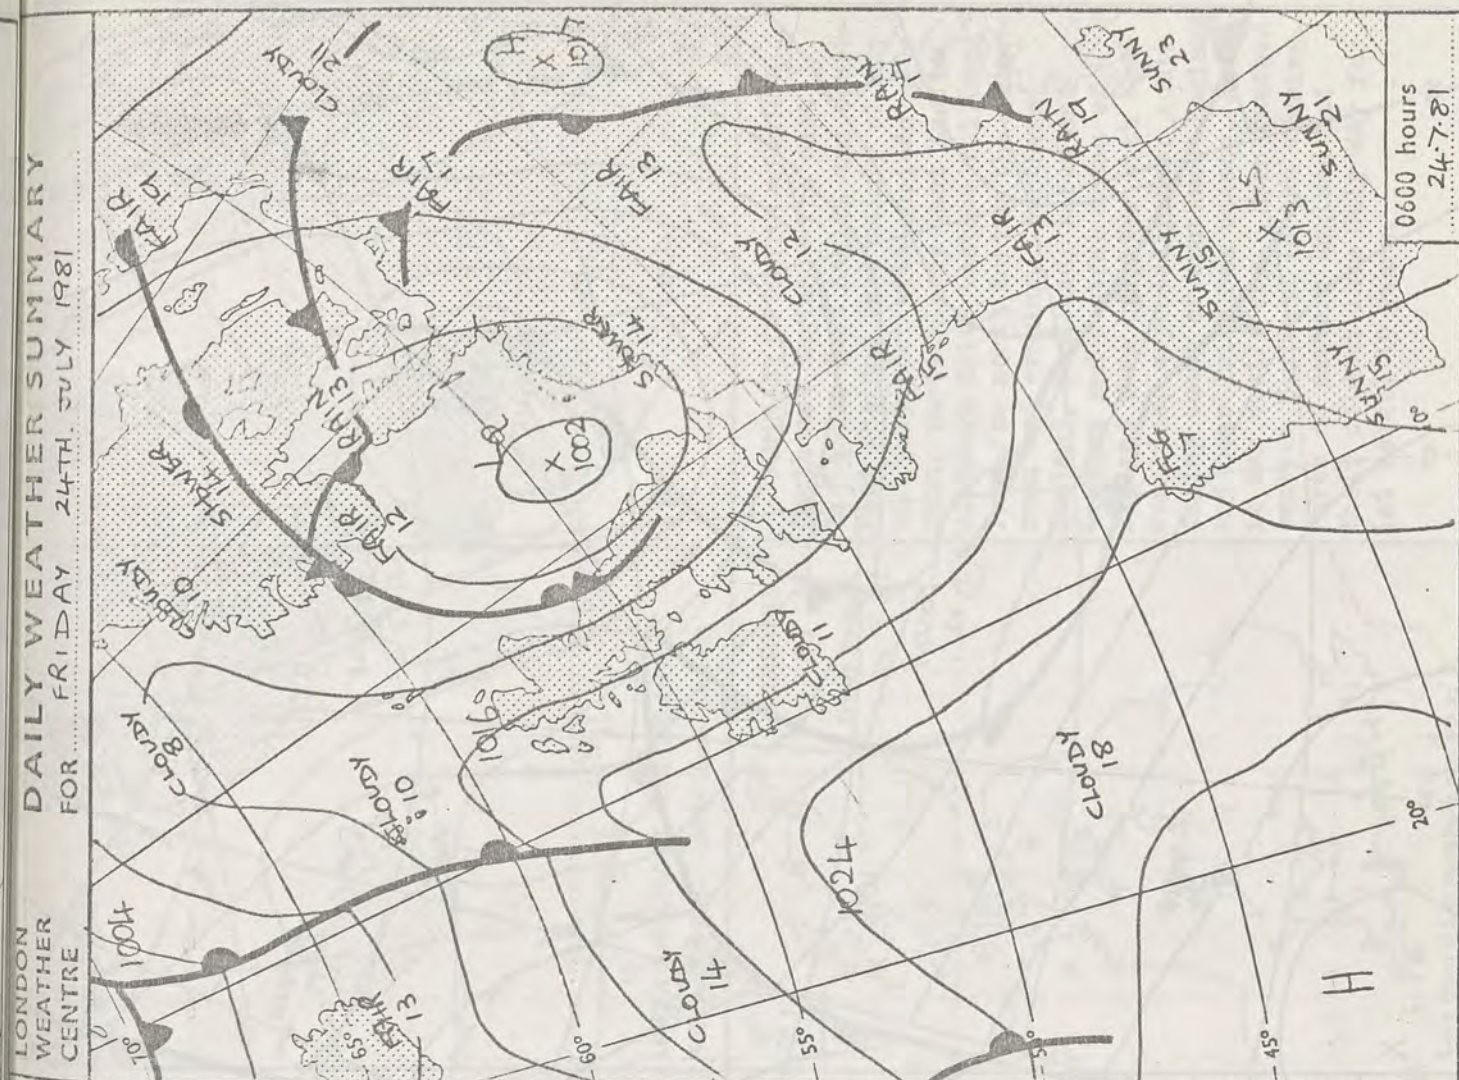 LONDON
WEATHER
CENTRE
DAILY WEATHER SUMMARY
FOR FRIDAY 24TH. JULY 1981
70°
1004
CLOUDY
8
CLOUDY
10
SHOWER
14
FAIR
19
CLOUDY
21
H
X
1017
65°
FAIR
13
CLOUDY
10
1016
FAIR
12
RAIN
13
0°
FAIR
17
60°
CLOUDY
14
LO
X
1002
SHOWER
14
FAIR
13
RAIN
17
55°
1024
CLOUDY
11
FAIR
15
CLOUDY
12
RAIN
19
50°
CLOUDY
18
FOG
7
FAIR
13
SUNNY
23
45°
H
20°
SUNNY
15
SUNNY
15
X
1013
SUNNY
21
0600 hours
24·7·81